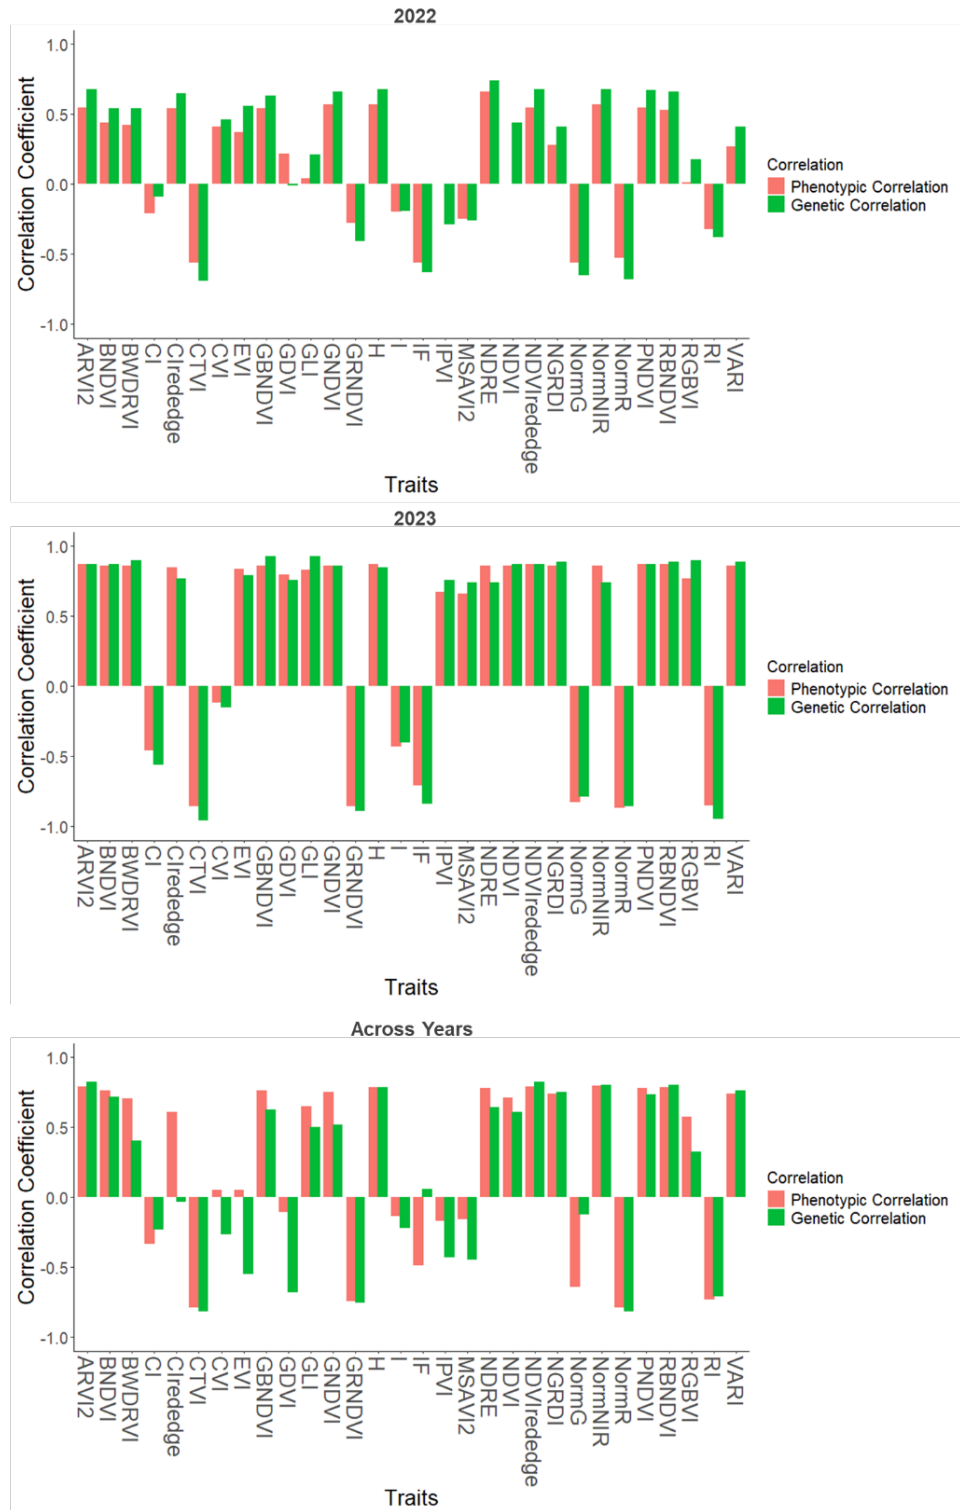 2022
Correlation Coefficient
1.0
0.5
0.0
-0.5
-1.0
ARVI2
BNDVI
BWDRVI
CI
CIrededge
CTVI
CVI
EVI
GBNDVI
GDVI
GLI
GNDVI
GRNDVI
H
I
IF
IPVI
MSAVI2
NDRE
NDVI
NDVIrededge
NGRDI
NormG
NormNIR
NormR
PNDVI
RBNDVI
RGBVI
RI
VARI
Traits
Correlation
Phenotypic Correlation
Genetic Correlation
2023
Correlation Coefficient
1.0
0.5
0.0
-0.5
-1.0
ARVI2
BNDVI
BWDRVI
CI
CIrededge
CTVI
CVI
EVI
GBNDVI
GDVI
GLI
GNDVI
GRNDVI
H
I
IF
IPVI
MSAVI2
NDRE
NDVI
NDVIrededge
NGRDI
NormG
NormNIR
NormR
PNDVI
RBNDVI
RGBVI
RI
VARI
Traits
Correlation
Phenotypic Correlation
Genetic Correlation
Across Years
Correlation Coefficient
1.0
0.5
0.0
-0.5
-1.0
ARVI2
BNDVI
BWDRVI
CI
CIrededge
CTVI
CVI
EVI
GBNDVI
GDVI
GLI
GNDVI
GRNDVI
H
I
IF
IPVI
MSAVI2
NDRE
NDVI
NDVIrededge
NGRDI
NormG
NormNIR
NormR
PNDVI
RBNDVI
RGBVI
RI
VARI
Traits
Correlation
Phenotypic Correlation
Genetic Correlation